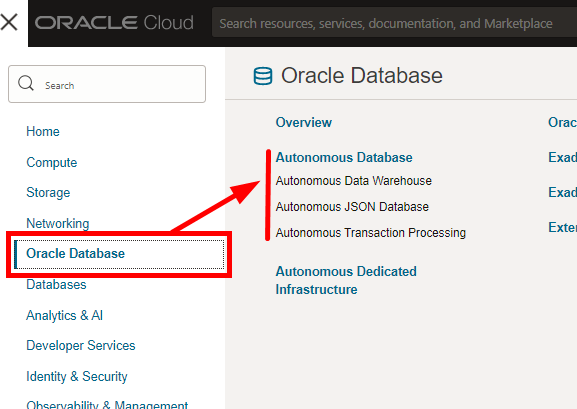 ORACLE Cloud
Search resources, services, documentation, and Marketplace
Search
Home
Compute
Storage
Networking
Oracle Database
Databases
Analytics & AI
Developer Services
Identity & Security
Observability & Management
Oracle Database
Overview
Autonomous Database
Autonomous Data Warehouse
Autonomous JSON Database
Autonomous Transaction Processing
Autonomous Dedicated
Infrastructure
Orac
Exad
Exad
Exter